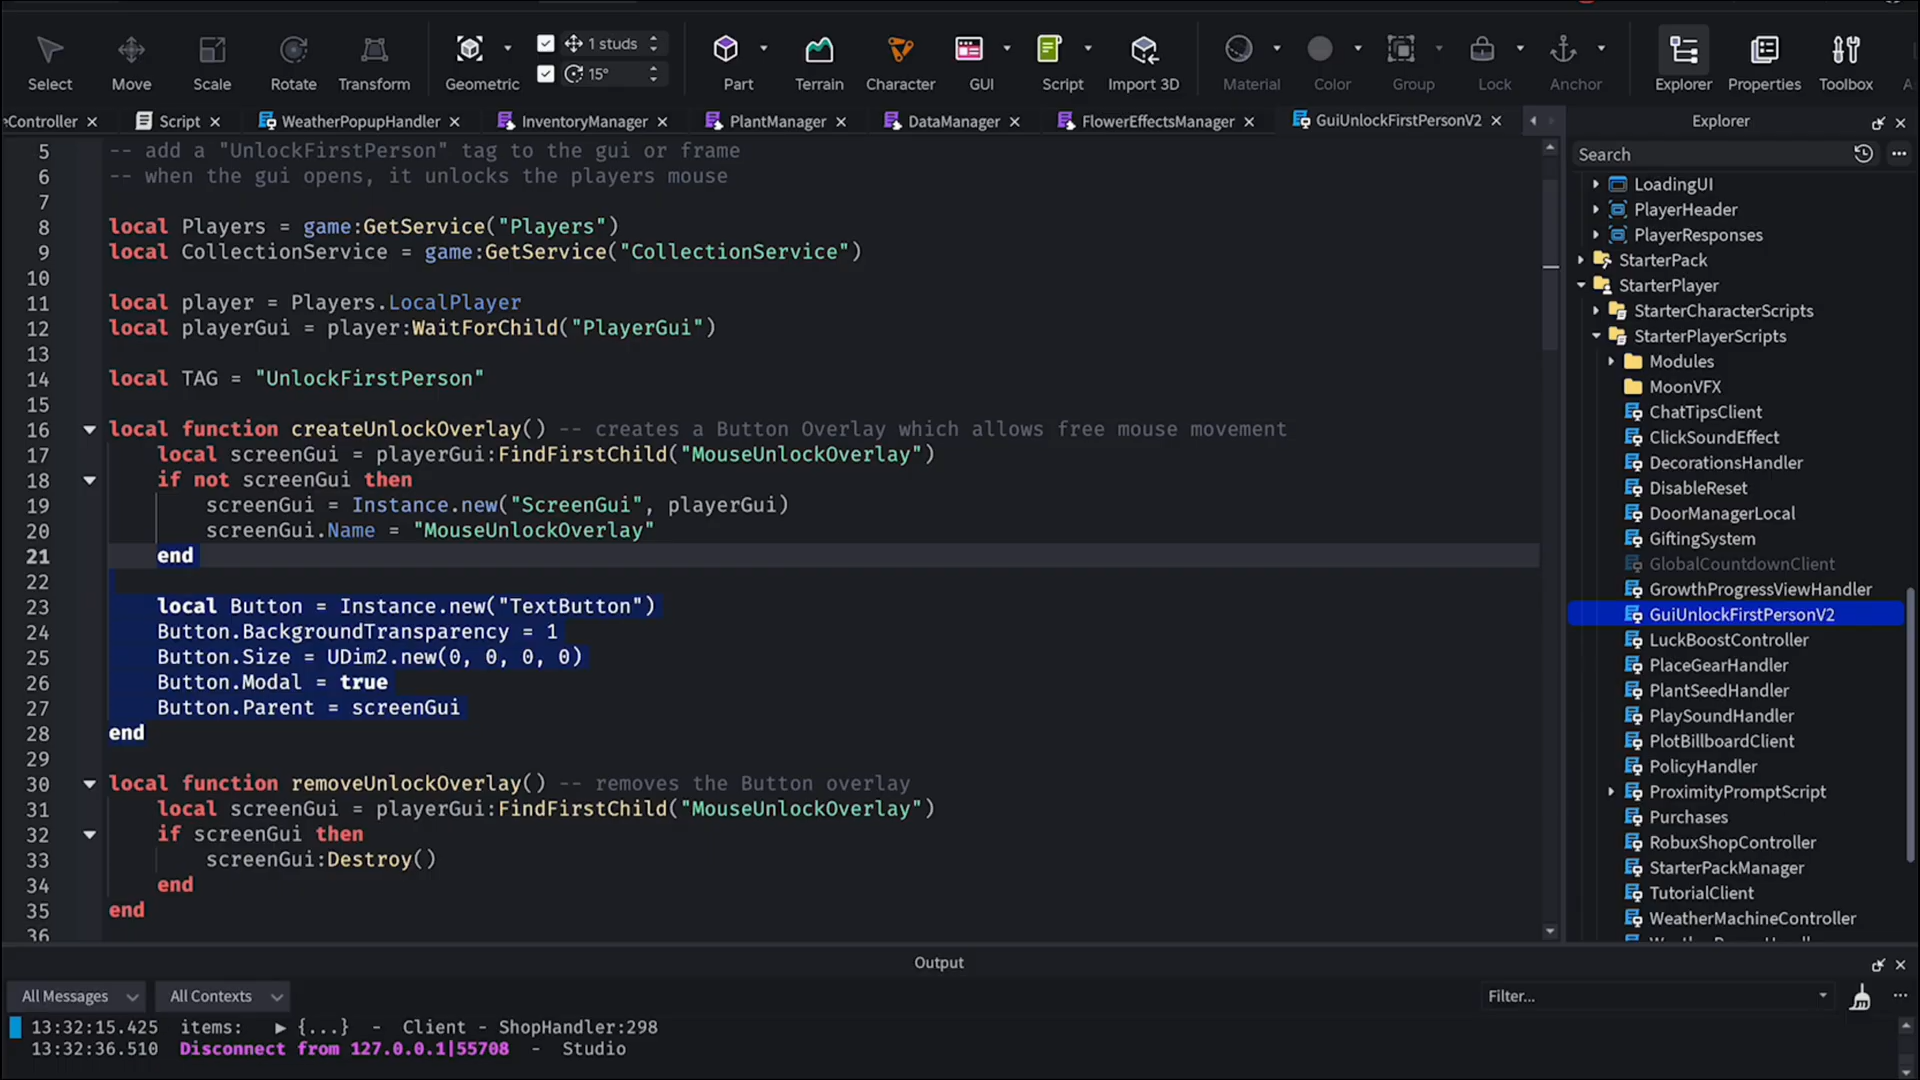 Select
Move
Scale
Rotate
Transform
Geometric
1 studs
15°
Part
Terrain
Character
GUI
Script
Import 3D
Material
Color
Group
Lock
Anchor
Explorer
Properties
Toolbox
eController
Script
WeatherPopupHandler
InventoryManager
PlantManager
DataManager
FlowerEffectsManager
GuiUnlockFirstPersonV2
5 -- add a "UnlockFirstPerson" tag to the gui or frame
6 -- when the gui opens, it unlocks the players mouse
7
8 local Players = game:GetService("Players")
9 local CollectionService = game:GetService("CollectionService")
10
11 local player = Players.LocalPlayer
12 local playerGui = player:WaitForChild("PlayerGui")
13
14 local TAG = "UnlockFirstPerson"
15
16 local function createUnlockOverlay() -- creates a Button Overlay which allows free mouse movement
17 local screenGui = playerGui:FindFirstChild("MouseUnlockOverlay")
18 if not screenGui then
19 screenGui = Instance.new("ScreenGui", playerGui)
20 screenGui.Name = "MouseUnlockOverlay"
21 end
22
23 local Button = Instance.new("TextButton")
24 Button.BackgroundTransparency = 1
25 Button.Size = UDim2.new(0, 0, 0, 0)
26 Button.Modal = true
27 Button.Parent = screenGui
28 end
29
30 local function removeUnlockOverlay() -- removes the Button overlay
31 local screenGui = playerGui:FindFirstChild("MouseUnlockOverlay")
32 if screenGui then
33 screenGui:Destroy()
34 end
35 end
36
Explorer
Search
LoadingUI
PlayerHeader
PlayerResponses
StarterPack
StarterPlayer
StarterCharacterScripts
StarterPlayerScripts
Modules
MoonVFX
ChatTipsClient
ClickSoundEffect
DecorationsHandler
DisableReset
DoorManagerLocal
GiftingSystem
GlobalCountdownClient
GrowthProgressViewHandler
GuiUnlockFirstPersonV2
LuckBoostController
PlaceGearHandler
PlantSeedHandler
PlaySoundHandler
PlotBillboardClient
PolicyHandler
ProximityPromptScript
Purchases
RobuxShopController
StarterPackManager
TutorialClient
WeatherMachineController
Output
All Messages
All Contexts
Filter...
13:32:15.425 items: ▶ {...} - Client - ShopHandler:298
13:32:36.510 Disconnect from 127.0.0.1|55708 - Studio